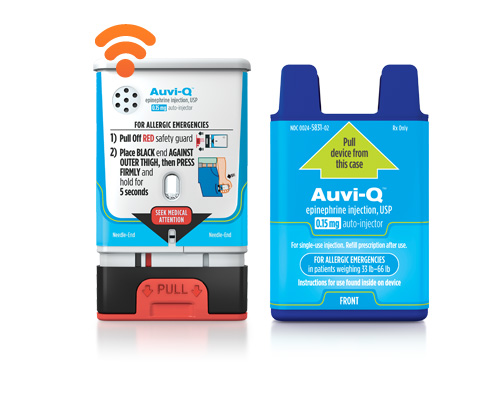 Auvi-Q™
epinephrine injection, USP
0.15 mg auto-injector
FOR ALLERGIC EMERGENCIES
1) Pull Off RED safety guard
2) Place BLACK end AGAINST
OUTER THIGH, then PRESS
FIRMLY and
hold for
5 seconds
SEEK MEDICAL
ATTENTION
Needle-End
Needle-End
PULL
NDC 0024-5831-02
Rx Only
Pull
device from
this case
Auvi-Q™
epinephrine injection, USP
0.15 mg auto-injector
For single-use injection. Refill prescription after use.
FOR ALLERGIC EMERGENCIES
in patients weighing 33 lb–66 lb
Instructions for use found inside on device
FRONT